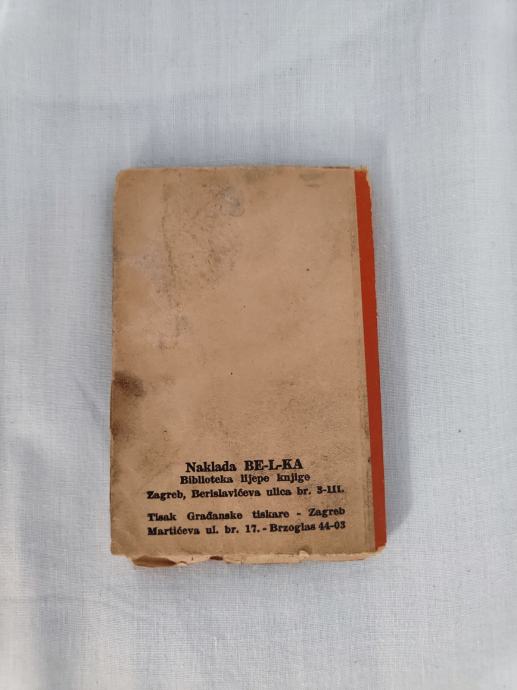 Naklada BE-L-KA
Biblioteka lijepe knjige
Zagreb, Berislavićeva ulica br. 3-III.
Tisak Građanske tiskare - Zagreb
Martićeva ul. br. 17. - Brzoglas 44-03